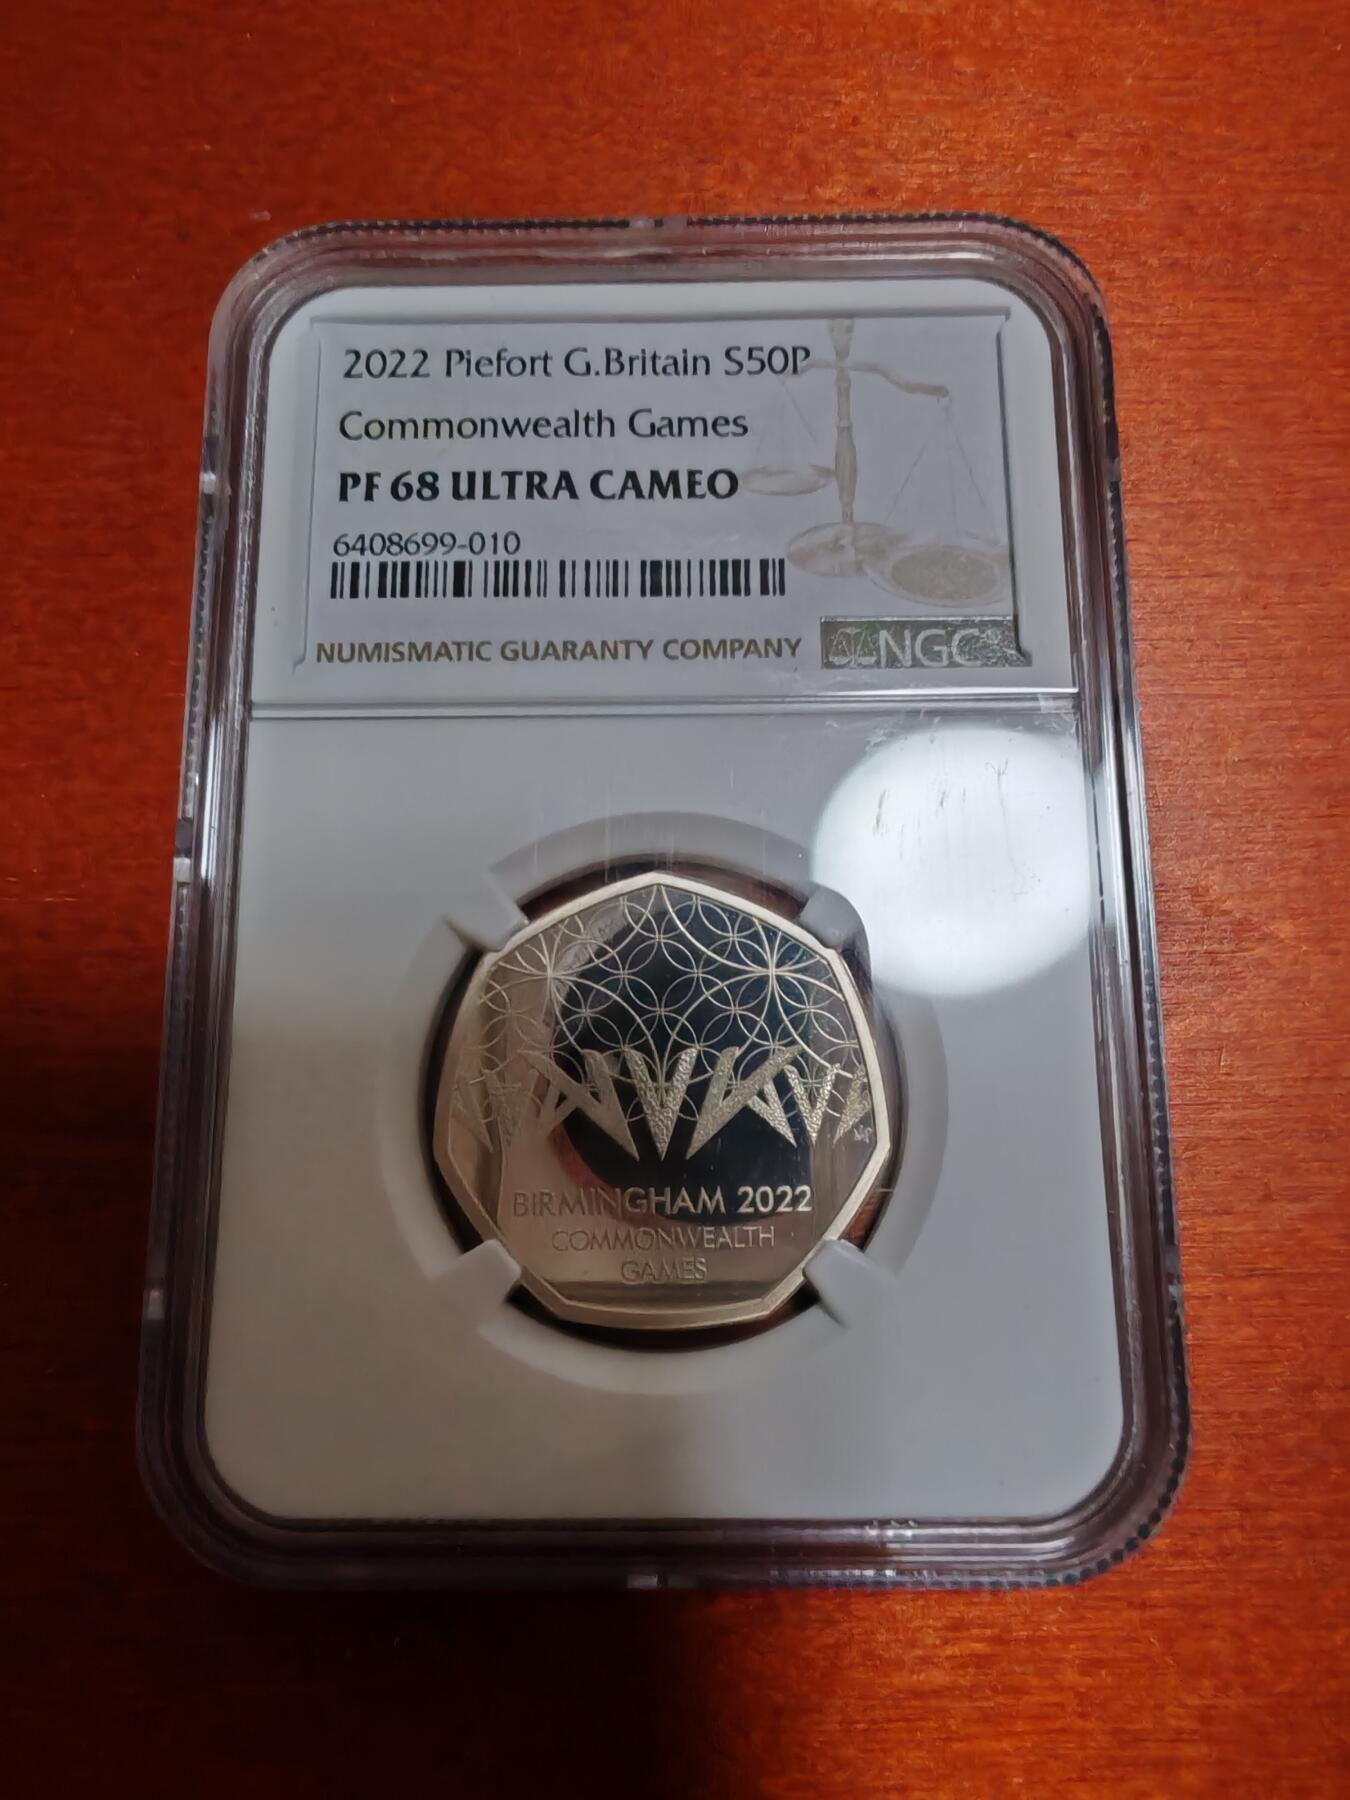 2022 Piefort G.Britain S50P
Commonwealth Games
PF 68 ULTRA CAMEO
6408699-010
NUMISMATIC GUARANTY COMPANY NGC
BIRMINGHAM 2022
COMMONWEALTH
GAMES